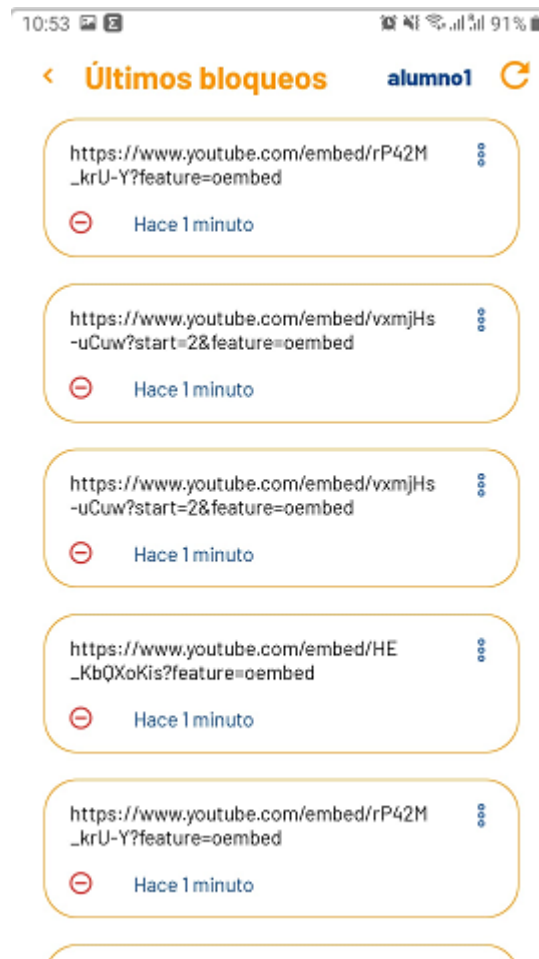 10:53 91%
Últimos bloqueos alumno1
https://www.youtube.com/embed/rP42M
_krU-Y?feature=oembed
Hace 1 minuto
https://www.youtube.com/embed/vxmjHs
-uCuw?start=2&feature=oembed
Hace 1 minuto
https://www.youtube.com/embed/vxmjHs
-uCuw?start=2&feature=oembed
Hace 1 minuto
https://www.youtube.com/embed/HE
_KbQXoKis?feature=oembed
Hace 1 minuto
https://www.youtube.com/embed/rP42M
_krU-Y?feature=oembed
Hace 1 minuto